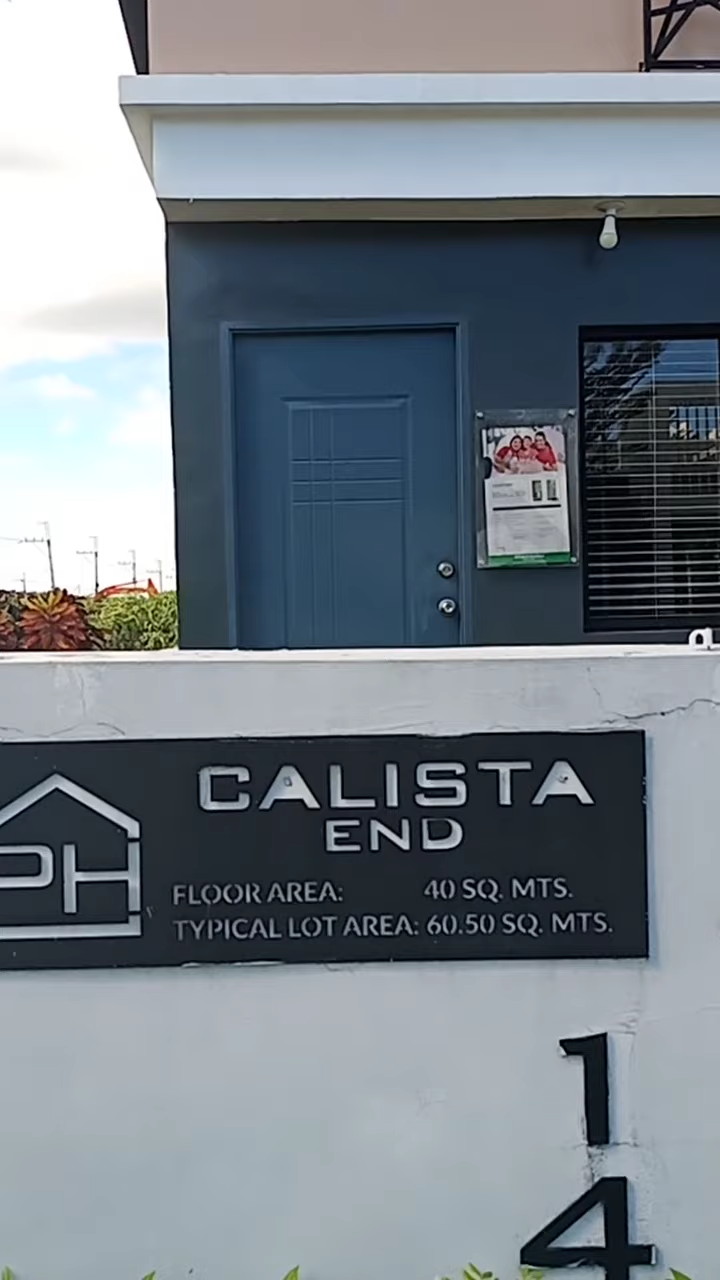 CALISTA
END
PH
FLOOR AREA: 40 SQ. MTS.
TYPICAL LOT AREA: 60.50 SQ. MTS.
1
4